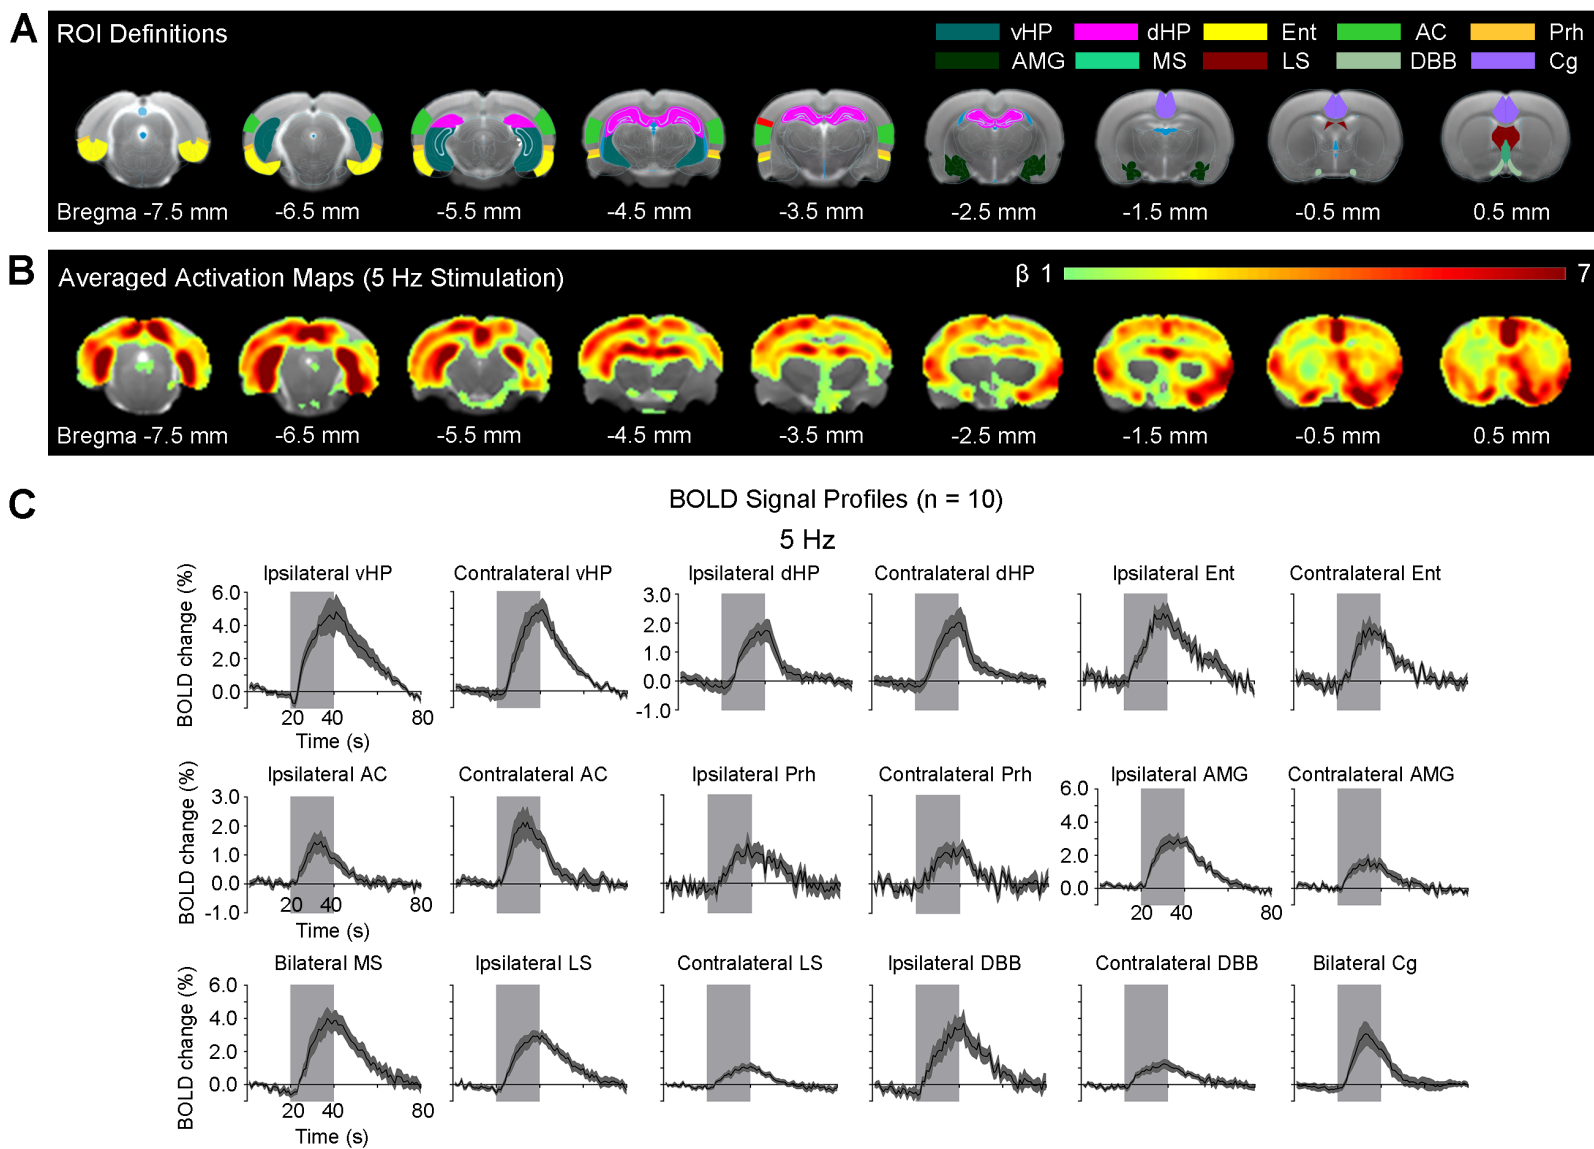 A
ROI Definitions
vHP dHP Ent AC Prh
AMG MS LS DBB Cg
Bregma -7.5 mm -6.5 mm -5.5 mm -4.5 mm -3.5 mm -2.5 mm -1.5 mm -0.5 mm 0.5 mm
B
Averaged Activation Maps (5 Hz Stimulation)
β 1 7
Bregma -7.5 mm -6.5 mm -5.5 mm -4.5 mm -3.5 mm -2.5 mm -1.5 mm -0.5 mm 0.5 mm
C
BOLD Signal Profiles (n = 10)
5 Hz
Ipsilateral vHP Contralateral vHP Ipsilateral dHP Contralateral dHP Ipsilateral Ent Contralateral Ent
BOLD change (%)
6.0 3.0
4.0 2.0
2.0 1.0
0.0 0.0
-1.0
20 40 80
Time (s)
Ipsilateral AC Contralateral AC Ipsilateral Prh Contralateral Prh Ipsilateral AMG Contralateral AMG
BOLD change (%)
3.0 6.0
2.0 4.0
1.0 2.0
0.0 0.0
-1.0
20 40 80 20 40 80
Time (s)
Bilateral MS Ipsilateral LS Contralateral LS Ipsilateral DBB Contralateral DBB Bilateral Cg
BOLD change (%)
6.0
4.0
2.0
0.0
20 40 80
Time (s)